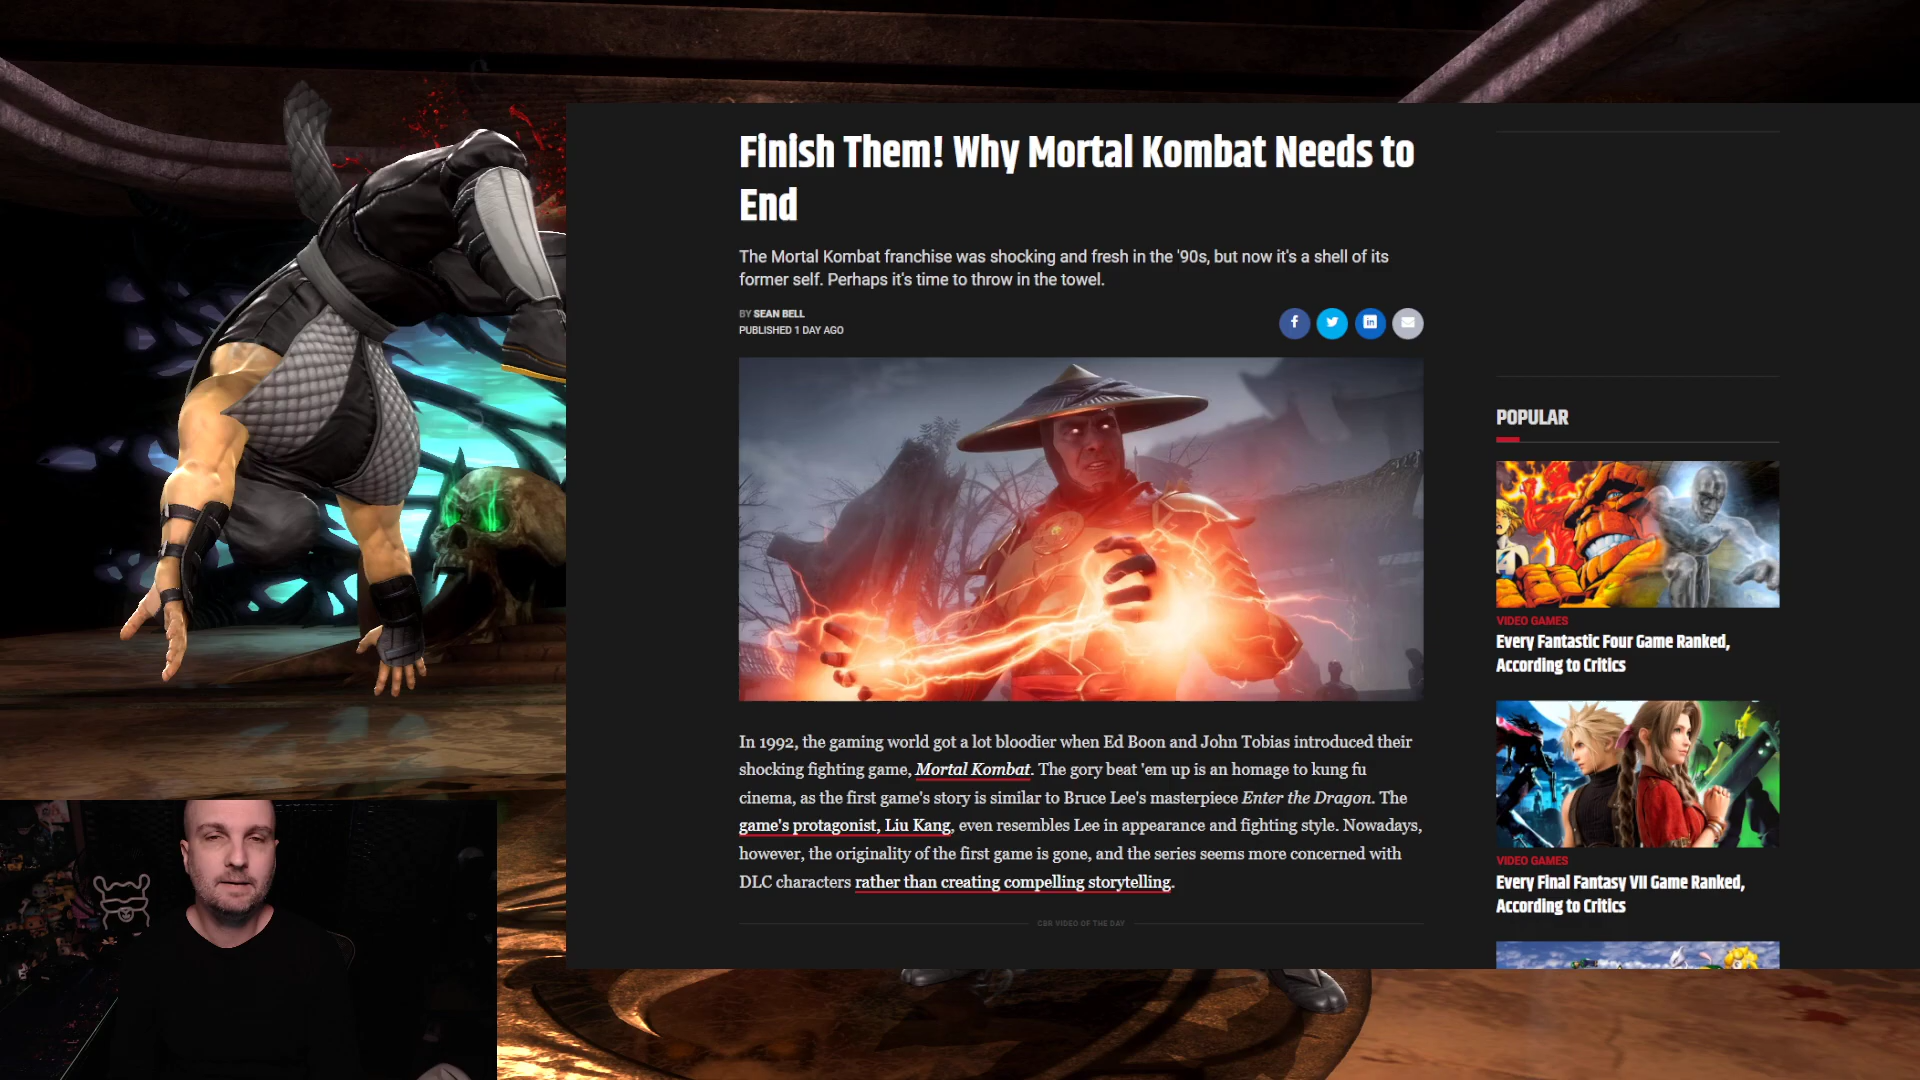 Finish Them! Why Mortal Kombat Needs to
End
The Mortal Kombat franchise was shocking and fresh in the '90s, but now it's a shell of its
former self. Perhaps it's time to throw in the towel.
BY SEAN BELL
PUBLISHED 1 DAY AGO
In 1992, the gaming world got a lot bloodier when Ed Boon and John Tobias introduced their
shocking fighting game, Mortal Kombat. The gory beat 'em up is an homage to kung fu
cinema, as the first game's story is similar to Bruce Lee's masterpiece Enter the Dragon. The
game's protagonist, Liu Kang, even resembles Lee in appearance and fighting style. Nowadays,
however, the originality of the first game is gone, and the series seems more concerned with
DLC characters rather than creating compelling storytelling.
CBR VIDEO OF THE DAY
POPULAR
VIDEO GAMES
Every Fantastic Four Game Ranked,
According to Critics
VIDEO GAMES
Every Final Fantasy VII Game Ranked,
According to Critics